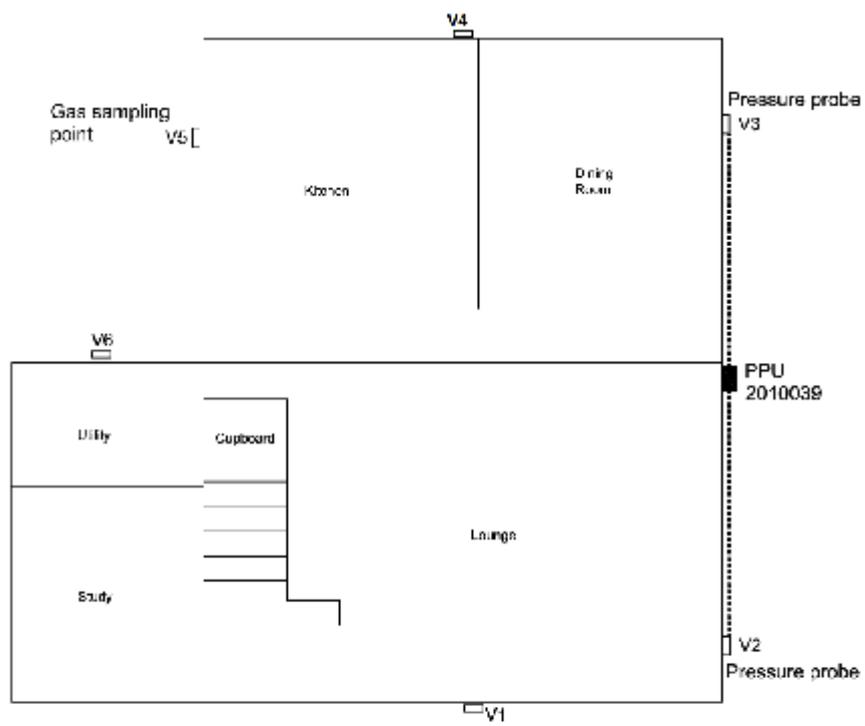 V4
Pressure probe
V3
Gas sampling
point
V5
Kitchen
Dining
Room
V6
PPU
2010039
Utility
Cupboard
Lounge
Study
V2
Pressure probe
V1